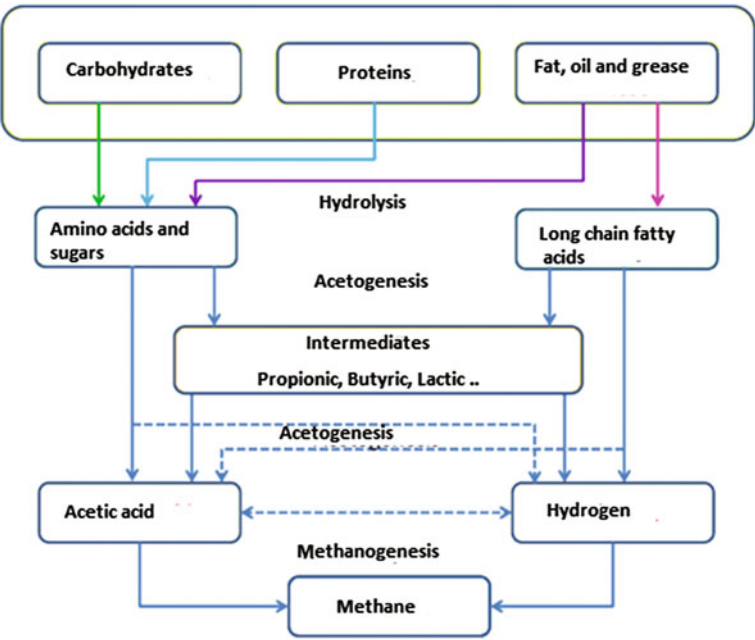 Carbohydrates
Proteins
Fat, oil and grease
Hydrolysis
Amino acids and
sugars
Long chain fatty
acids
Acetogenesis
Intermediates
Propionic, Butyric, Lactic ..
Acetogenesis
Acetic acid
Hydrogen
Methanogenesis
Methane